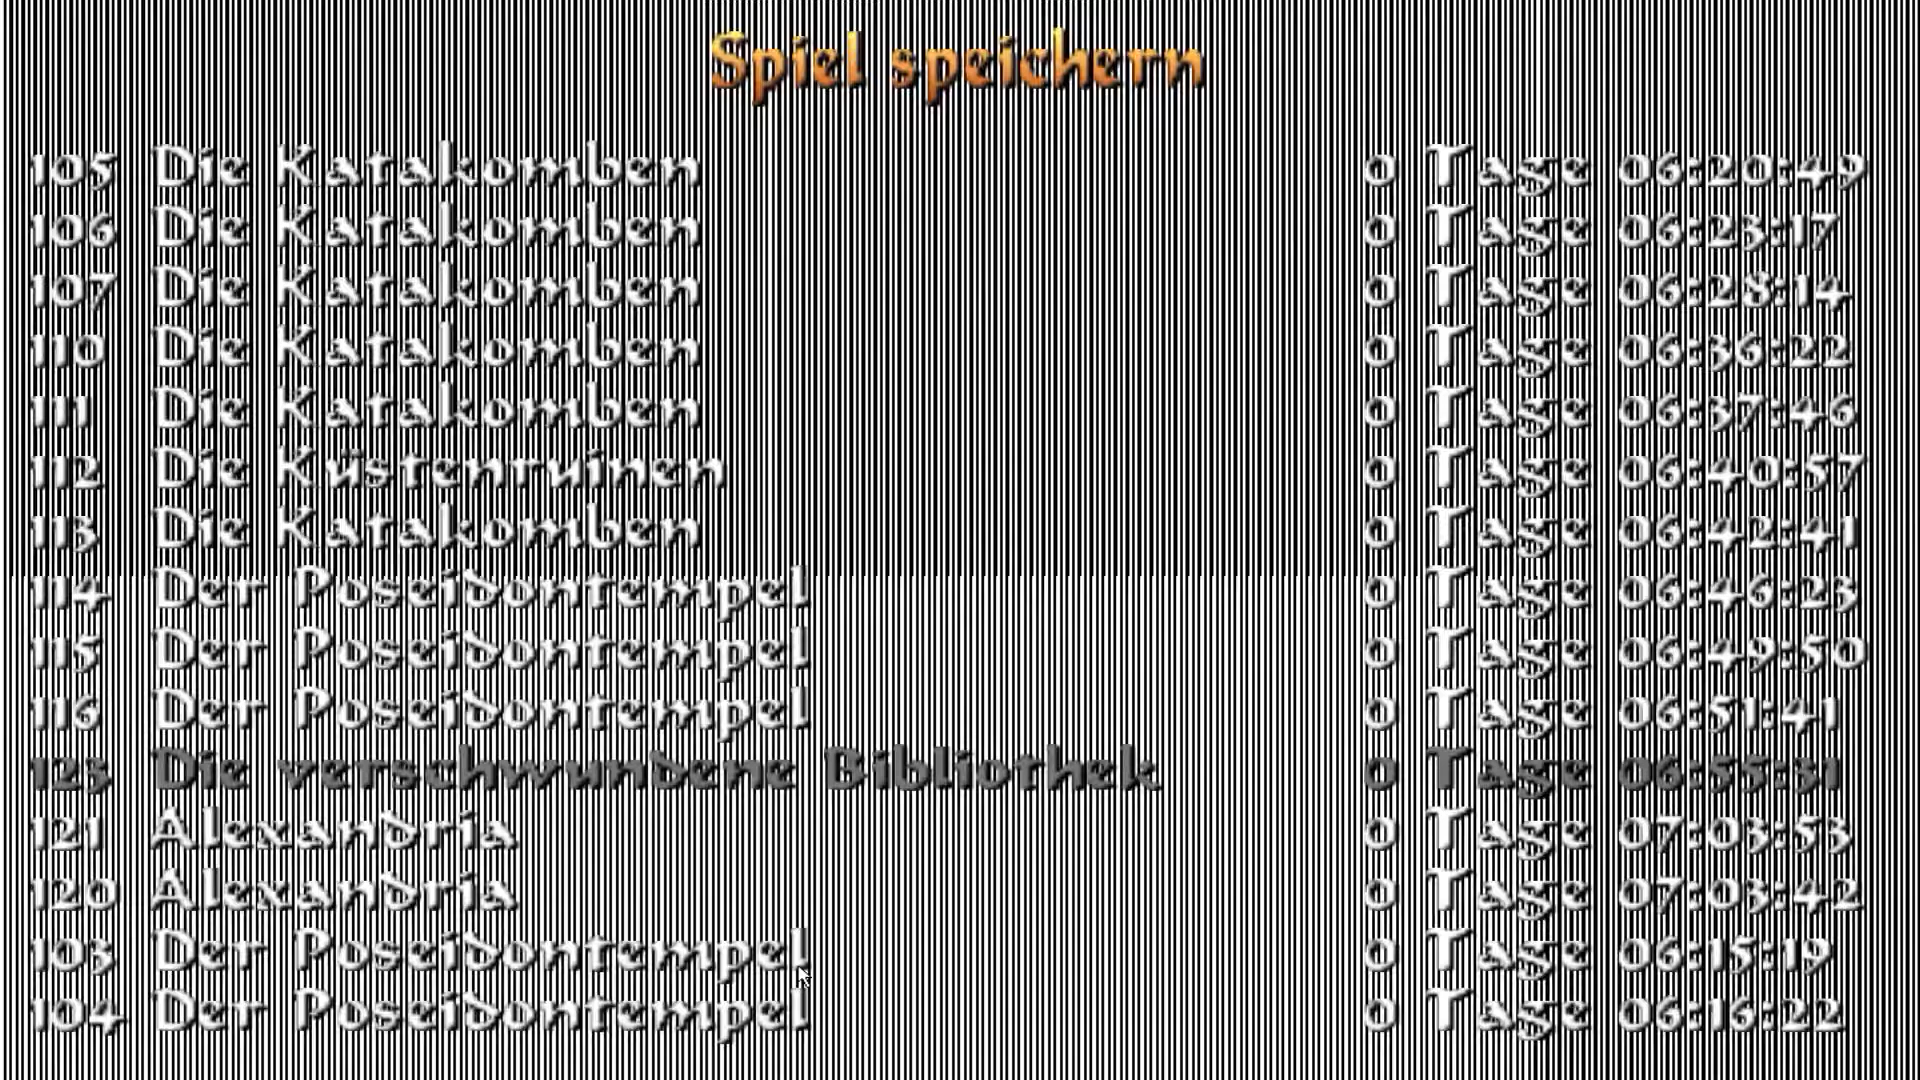 Spiel speichern
105 Die Katakomben 0 Tage 06:20:49
106 Die Katakomben 0 Tage 06:23:17
107 Die Katakomben 0 Tage 06:28:14
110 Die Katakomben 0 Tage 06:36:22
111 Die Katakomben 0 Tage 06:37:46
112 Die Küstenruinen 0 Tage 06:40:57
113 Die Katakomben 0 Tage 06:42:41
114 Der Poseidontempel 0 Tage 06:46:23
115 Der Poseidontempel 0 Tage 06:49:50
116 Der Poseidontempel 0 Tage 06:51:41
123 Die verschwundene Bibliothek 0 Tage 06:55:31
121 Alexandria 0 Tage 07:03:53
120 Alexandria 0 Tage 07:03:42
103 Der Poseidontempel 0 Tage 06:15:19
104 Der Poseidontempel 0 Tage 06:16:22